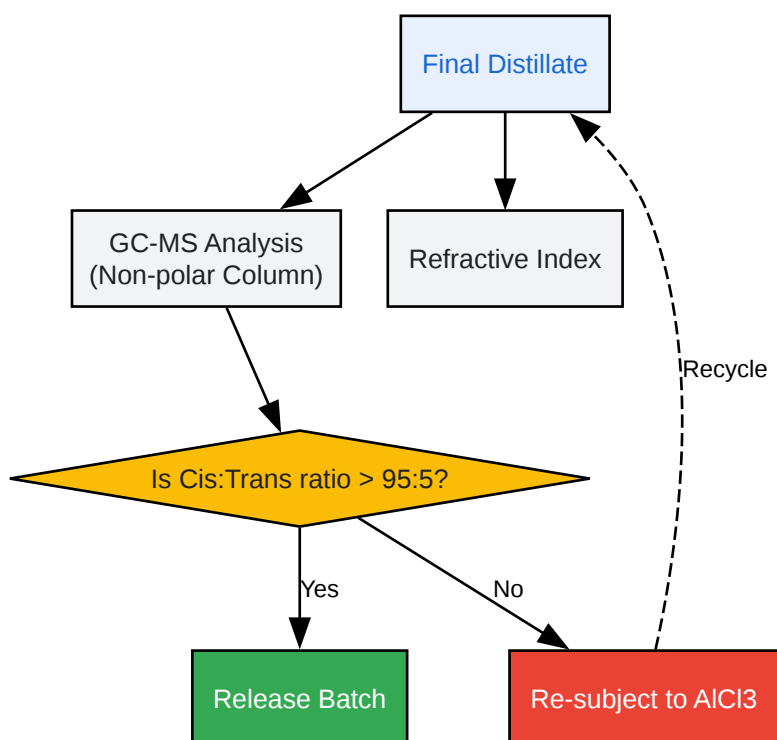 Final Distillate
GC-MS Analysis
(Non-polar Column)
Refractive Index
Recycle
Is Cis:Trans ratio > 95:5?
Yes
No
Release Batch
Re-subject to AlCl3